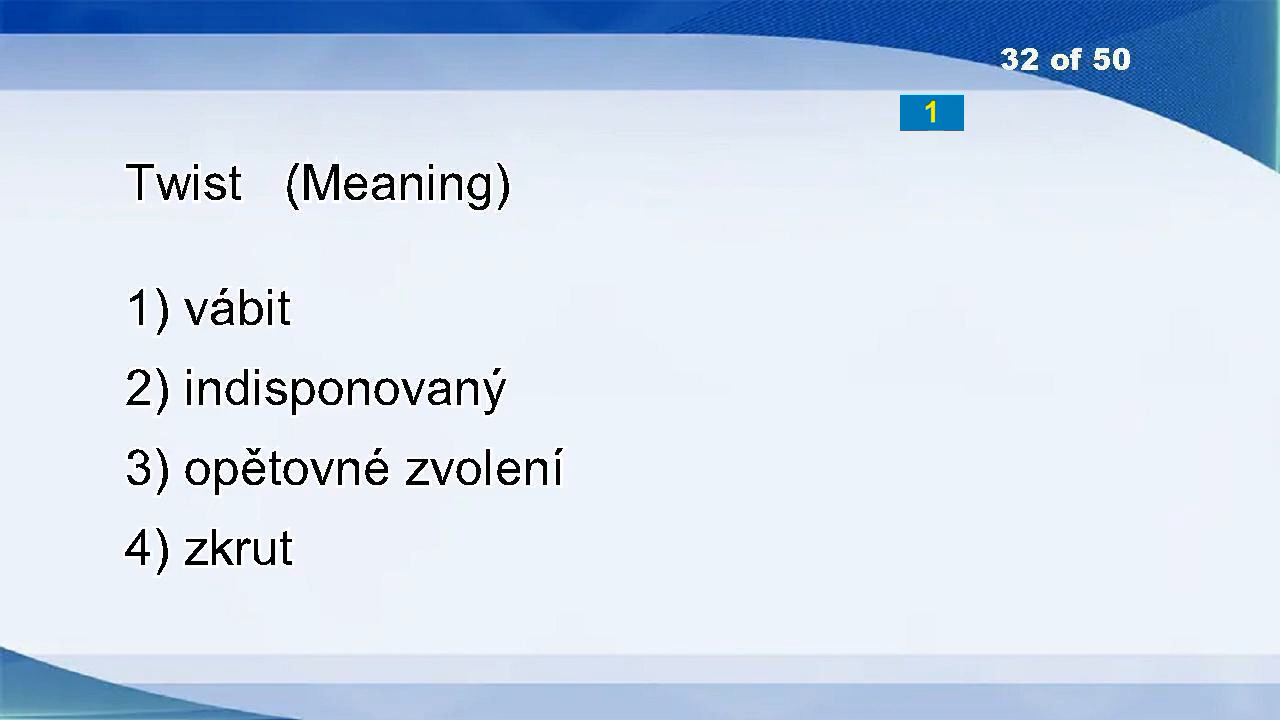 32 of 50
1
Twist (Meaning)
1) vábit
2) indisponovaný
3) opětovné zvolení
4) zkrut